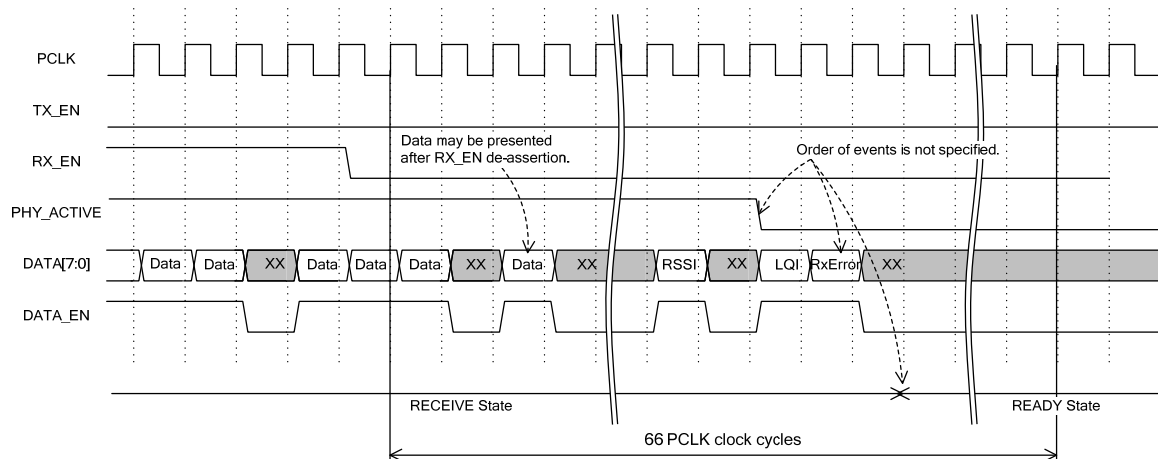 PCLK
TX_EN
Data may be presented
after RX_EN de-assertion.
Order of events is not specified.
RX_EN
PHY_ACTIVE
DATA[7:0]
Data Data XX Data Data Data XX Data XX RSSI XX LQI RxError XX
DATA_EN
RECEIVE State
READY State
66 PCLK clock cycles